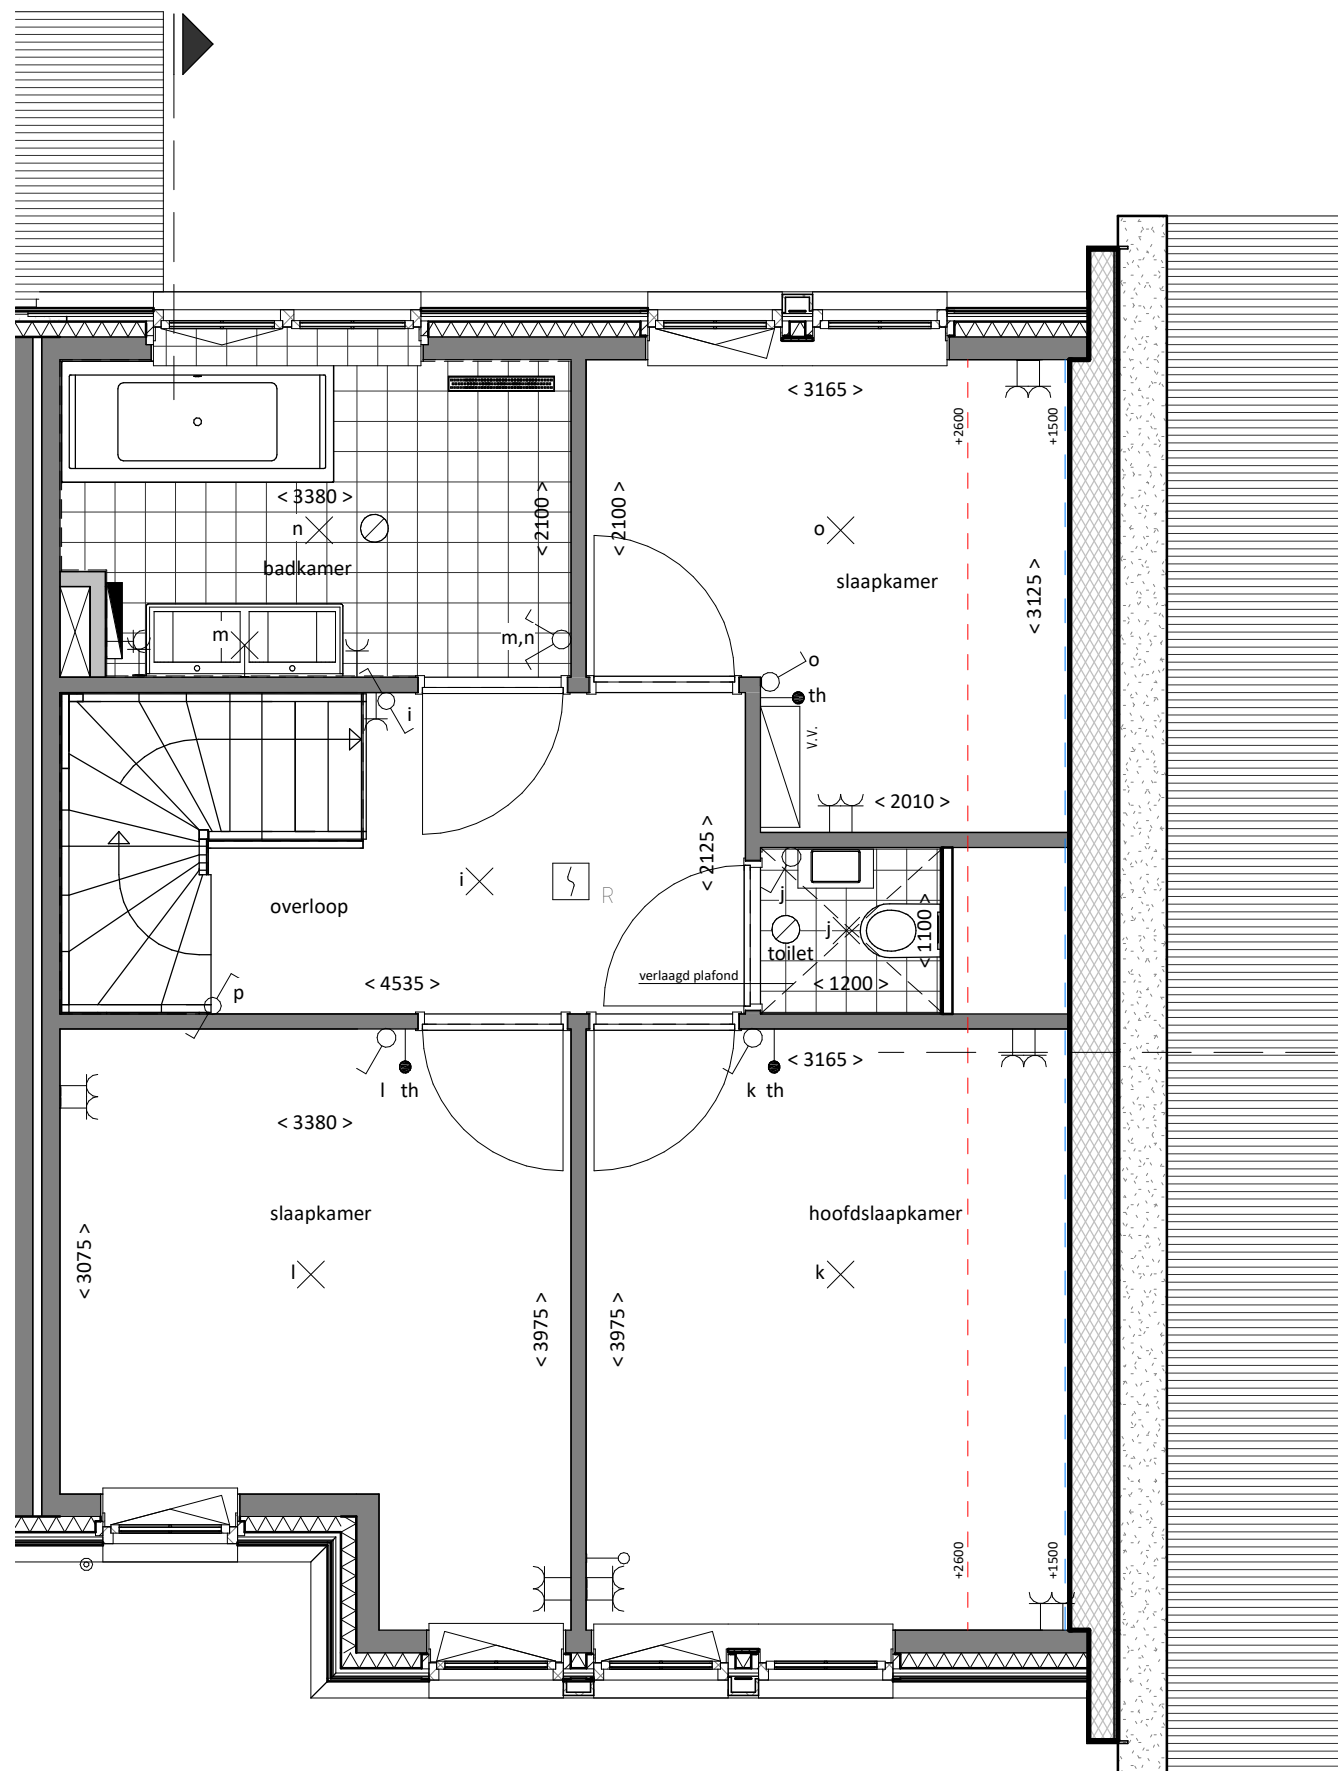 < 3165 >
+2600
+1500
< 3380 >
< 2100 >
< 2100 >
n
o
badkamer
slaapkamer
< 3125 >
m
m,n
o
th
i
V.V.
< 2010 >
< 2125 >
i
R
j
overloop
j
< 1100 >
toilet
verlaagd plafond
< 4535 >
< 1200 >
p
< 3165 >
l th
k th
< 3380 >
slaapkamer
hoofdslaapkamer
< 3075 >
l
k
< 3975 >
< 3975 >
+2600
+1500